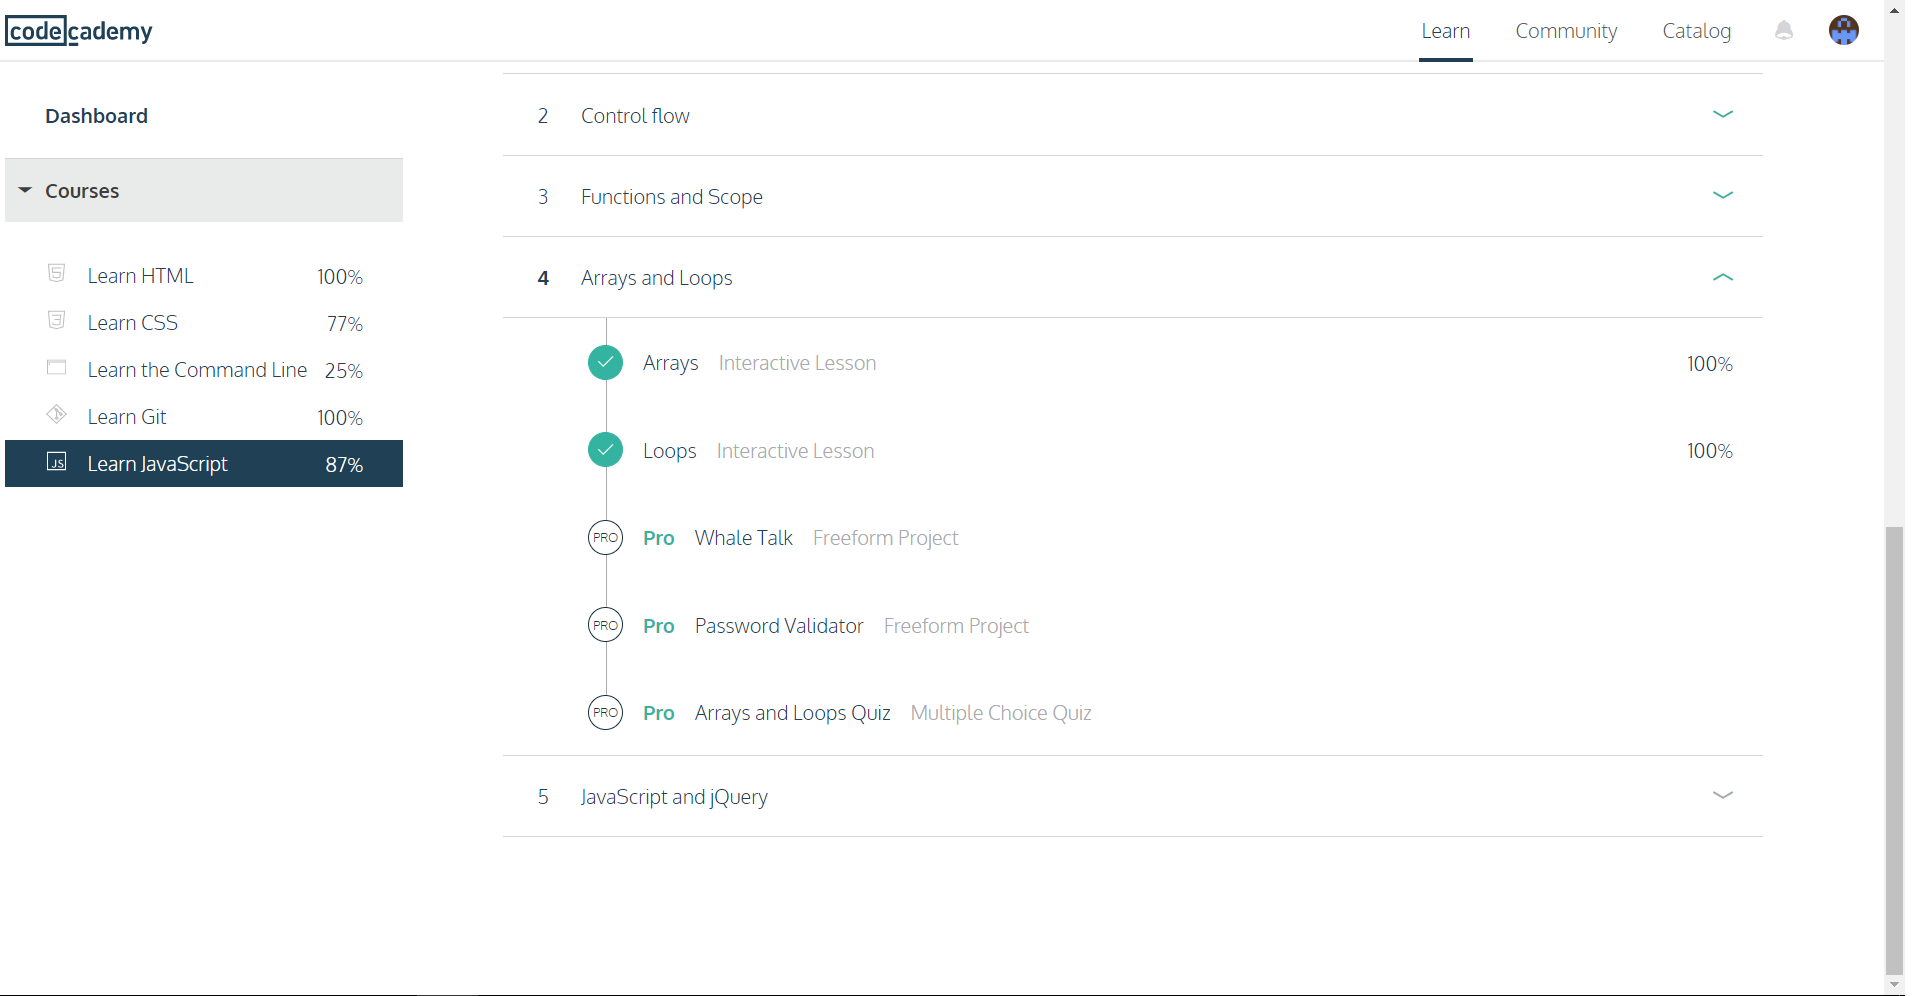 codecademy
Learn Community Catalog
Dashboard
Courses
Learn HTML 100%
Learn CSS 77%
Learn the Command Line 25%
Learn Git 100%
JS Learn JavaScript 87%
2 Control flow
3 Functions and Scope
4 Arrays and Loops
Arrays Interactive Lesson 100%
Loops Interactive Lesson 100%
PRO Pro Whale Talk Freeform Project
PRO Pro Password Validator Freeform Project
PRO Pro Arrays and Loops Quiz Multiple Choice Quiz
5 JavaScript and jQuery